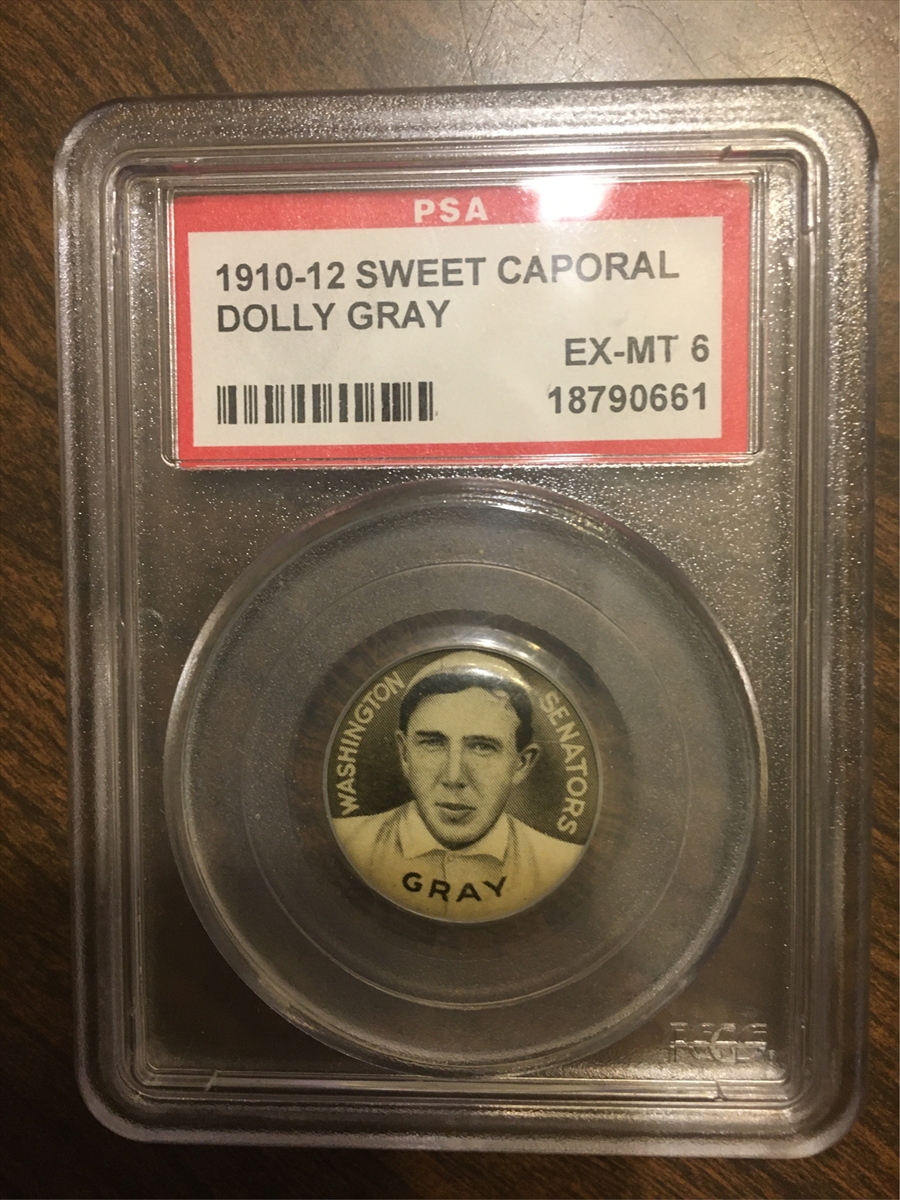 PSA
1910-12 SWEET CAPORAL
DOLLY GRAY
EX-MT 6
18790661
WASHINGTON
SENATORS
GRAY